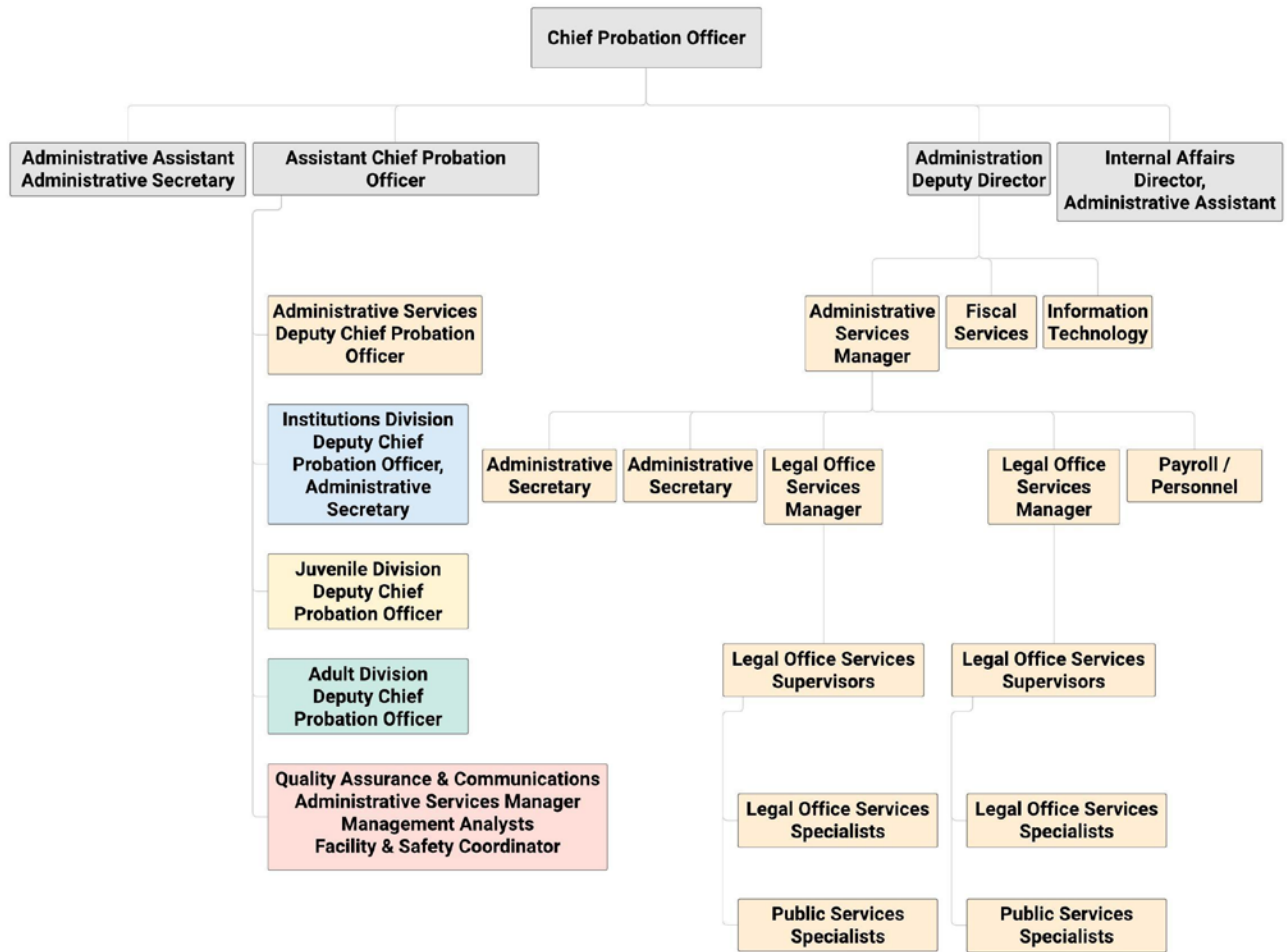 Chief Probation Officer
Administrative Assistant
Administrative Secretary
Assistant Chief Probation
Officer
Administration
Deputy Director
Internal Affairs
Director,
Administrative Assistant
Administrative Services
Deputy Chief Probation
Officer
Institutions Division
Deputy Chief
Probation Officer,
Administrative
Secretary
Juvenile Division
Deputy Chief
Probation Officer
Adult Division
Deputy Chief
Probation Officer
Quality Assurance & Communications
Administrative Services Manager
Management Analysts
Facility & Safety Coordinator
Administrative
Services
Manager
Fiscal
Services
Information
Technology
Administrative
Secretary
Administrative
Secretary
Legal Office
Services
Manager
Legal Office
Services
Manager
Payroll /
Personnel
Legal Office Services
Supervisors
Legal Office Services
Specialists
Public Services
Specialists
Legal Office Services
Supervisors
Legal Office Services
Specialists
Public Services
Specialists